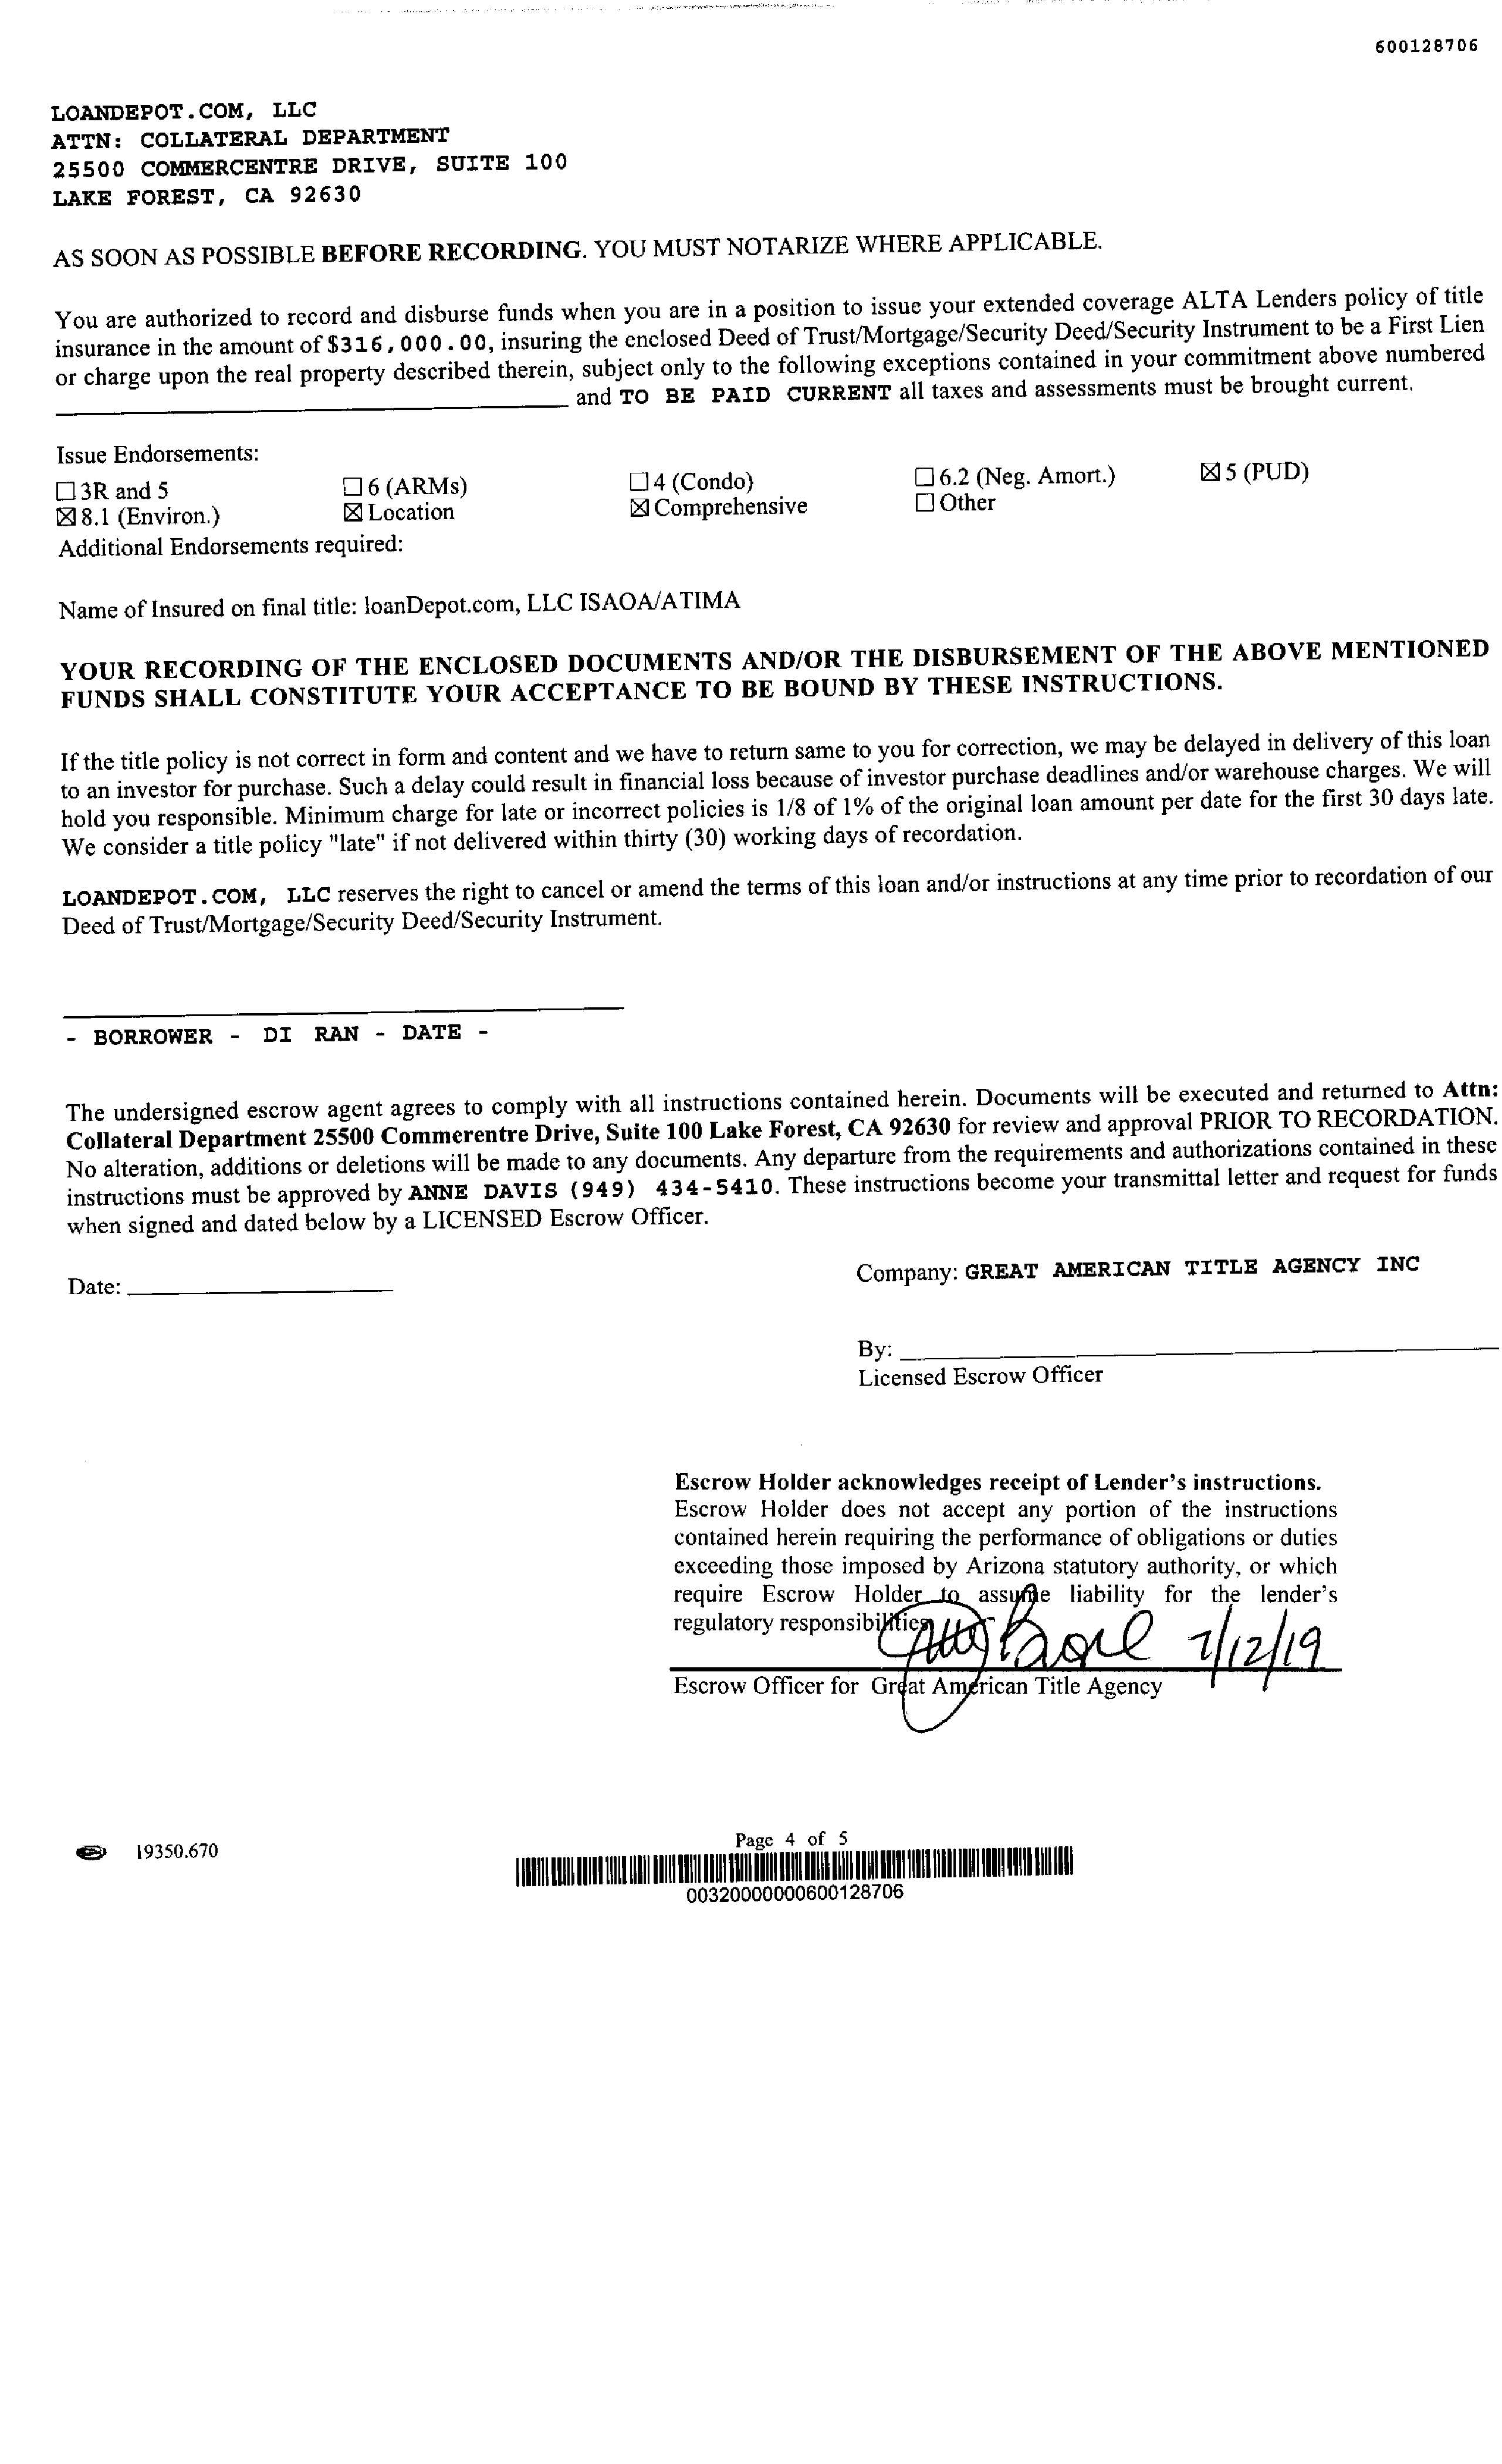 600128706
LOANDEPOT.COM, LLC
ATTN: COLLATERAL DEPARTMENT
25500 COMMERCENTRE DRIVE, SUITE 100
LAKE FOREST, CA 92630
AS SOON AS POSSIBLE BEFORE RECORDING. YOU MUST NOTARIZE WHERE APPLICABLE.
You are authorized to record and disburse funds when you are in a position to issue your extended coverage ALTA Lenders policy of title
insurance in the amount of $316,000.00, insuring the enclosed Deed of Trust/Mortgage/Security Deed/Security Instrument to be a First Lien
or charge upon the real property described therein, subject only to the following exceptions contained in your commitment above numbered
and TO BE PAID CURRENT all taxes and assessments must be brought current.
Issue Endorsements:
☐ 3R and 5 ☐ 6 (ARMs) ☐ 4 (Condo) ☐ 6.2 (Neg. Amort.) ☒ 5 (PUD)
☒ 8.1 (Environ.) ☒ Location ☒ Comprehensive ☐ Other
Additional Endorsements required:
Name of Insured on final title: loanDepot.com, LLC ISAOA/ATIMA
YOUR RECORDING OF THE ENCLOSED DOCUMENTS AND/OR THE DISBURSEMENT OF THE ABOVE MENTIONED
FUNDS SHALL CONSTITUTE YOUR ACCEPTANCE TO BE BOUND BY THESE INSTRUCTIONS.
If the title policy is not correct in form and content and we have to return same to you for correction, we may be delayed in delivery of this loan
to an investor for purchase. Such a delay could result in financial loss because of investor purchase deadlines and/or warehouse charges. We will
hold you responsible. Minimum charge for late or incorrect policies is 1/8 of 1% of the original loan amount per date for the first 30 days late.
We consider a title policy "late" if not delivered within thirty (30) working days of recordation.
LOANDEPOT.COM, LLC reserves the right to cancel or amend the terms of this loan and/or instructions at any time prior to recordation of our
Deed of Trust/Mortgage/Security Deed/Security Instrument.
- BORROWER - DI RAN - DATE -
The undersigned escrow agent agrees to comply with all instructions contained herein. Documents will be executed and returned to Attn:
Collateral Department 25500 Commerentre Drive, Suite 100 Lake Forest, CA 92630 for review and approval PRIOR TO RECORDATION.
No alteration, additions or deletions will be made to any documents. Any departure from the requirements and authorizations contained in these
instructions must be approved by ANNE DAVIS (949) 434-5410. These instructions become your transmittal letter and request for funds
when signed and dated below by a LICENSED Escrow Officer.
Date:
Company: GREAT AMERICAN TITLE AGENCY INC
By:
Licensed Escrow Officer
Escrow Holder acknowledges receipt of Lender's instructions.
Escrow Holder does not accept any portion of the instructions
contained herein requiring the performance of obligations or duties
exceeding those imposed by Arizona statutory authority, or which
require Escrow Holder to assume liability for the lender's
regulatory responsibilities
7/12/19
Escrow Officer for Great American Title Agency
19350.670
Page 4 of 5
00320000000600128706